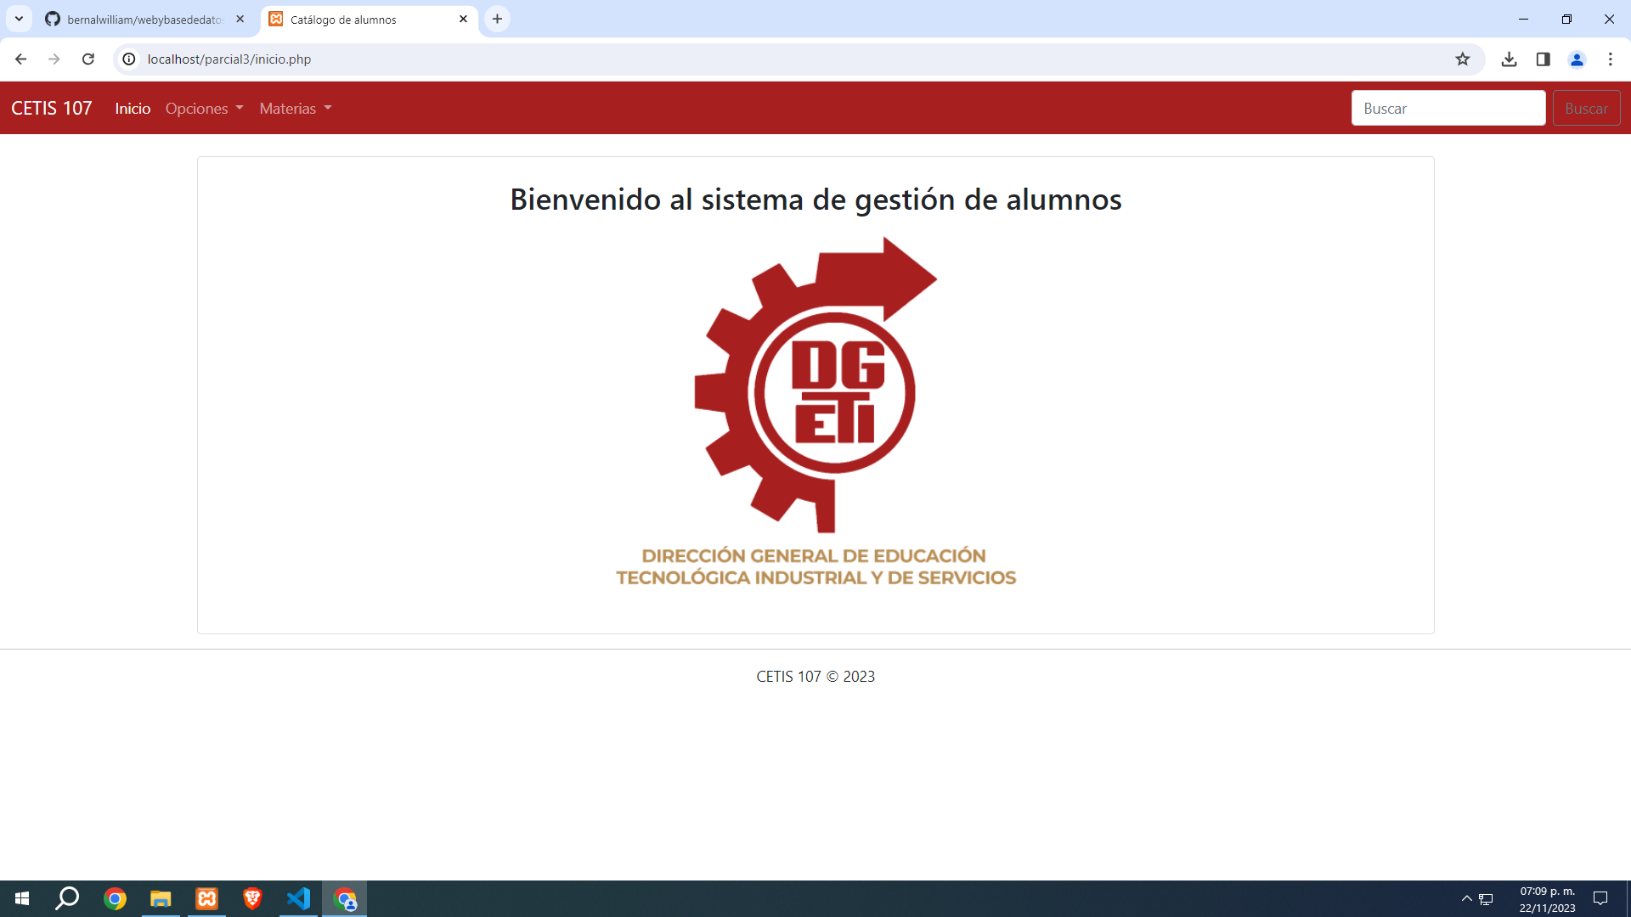 bernalwilliam/webybasededato
Catálogo de alumnos
localhost/parcial3/inicio.php
CETIS 107 Inicio Opciones Materias Buscar Buscar
Bienvenido al sistema de gestión de alumnos
DG
ETI
DIRECCIÓN GENERAL DE EDUCACIÓN
TECNOLÓGICA INDUSTRIAL Y DE SERVICIOS
CETIS 107 © 2023
07:09 p. m.
22/11/2023